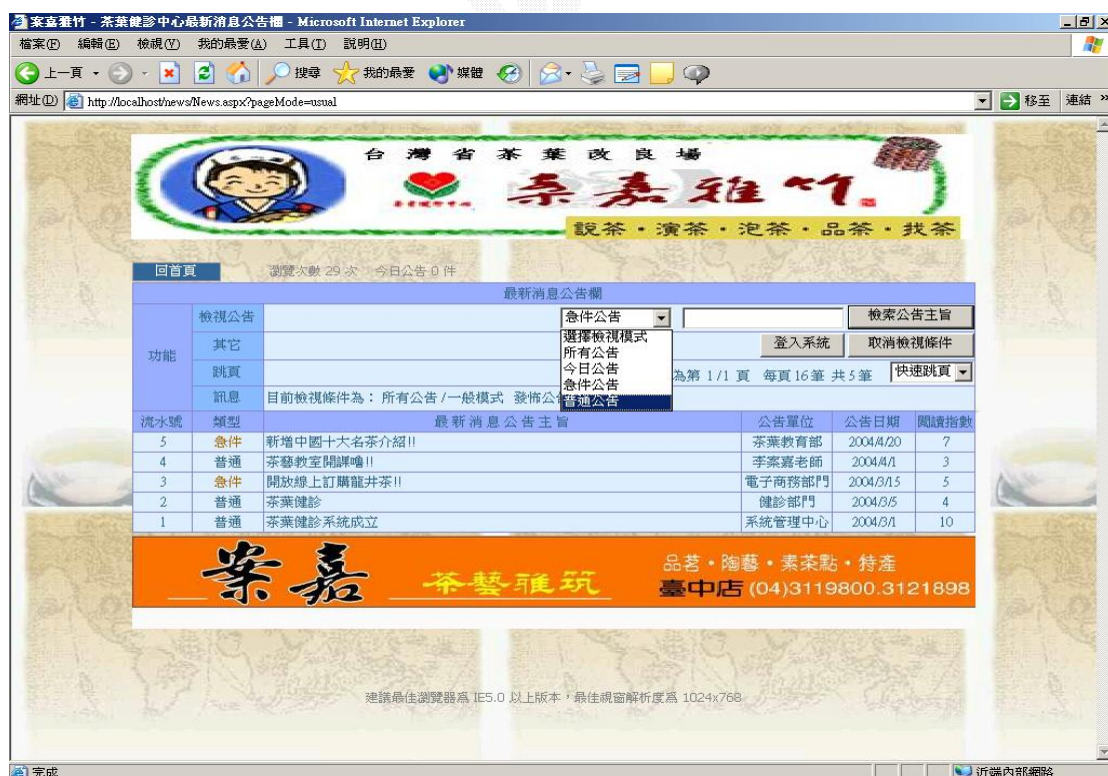 案嘉雅竹 - 茶葉健診中心最新消息公告欄 - Microsoft Internet Explorer
檔案(F) 編輯(E) 檢視(V) 我的最愛(A) 工具(T) 說明(H)
上一頁 搜尋 我的最愛 媒體
網址(D) http://localhost/news/News.aspx?pageMode=usual 移至 連結 »
台灣省茶葉改良場
案嘉雅竹
說茶・演茶・泡茶・品茶・找茶
回首頁 瀏覽次數 29 次 今日公告 0 件
最新消息公告欄
功能
檢視公告 急件公告 檢索公告主旨
選擇檢視模式
所有公告
今日公告
急件公告
普通公告
其它 登入系統 取消檢視條件
跳頁 為第 1/1 頁 每頁 16 筆 共 5 筆 快速跳頁
訊息 目前檢視條件為：所有公告 /一般模式 發佈公
流水號 類型 最新消息公告主旨 公告單位 公告日期 閱讀指數
5 急件 新增中國十大名茶介紹!! 茶葉教育部 2004/4/20 7
4 普通 茶藝教室開課嚕!! 李案嘉老師 2004/4/1 3
3 急件 開放線上訂購龍井茶!! 電子商務部門 2004/3/15 5
2 普通 茶葉健診 健診部門 2004/3/5 4
1 普通 茶葉健診系統成立 系統管理中心 2004/3/1 10
案嘉 茶藝雅筑
品茗・陶藝・素茶點・特產
臺中店 (04)3119800.3121898
建議最佳瀏覽器為 IE5.0 以上版本，最佳視窗解析度為 1024x768
完成 近端內部網路